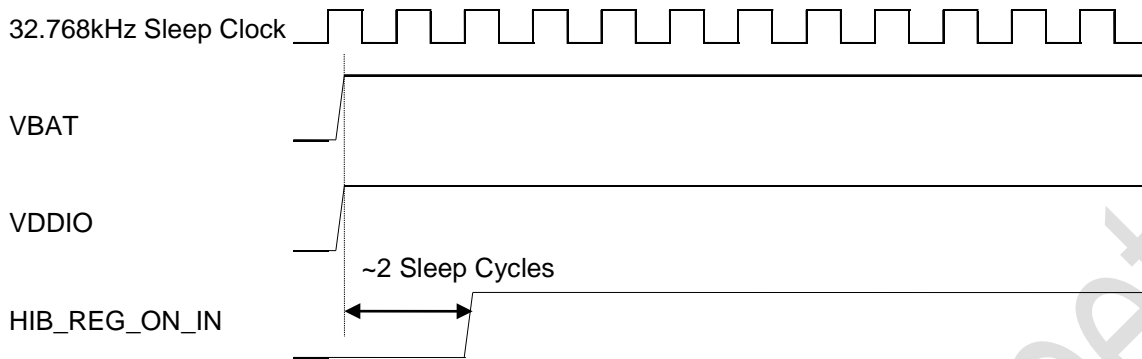 32.768kHz Sleep Clock
VBAT
VDDIO
~2 Sleep Cycles
HIB_REG_ON_IN